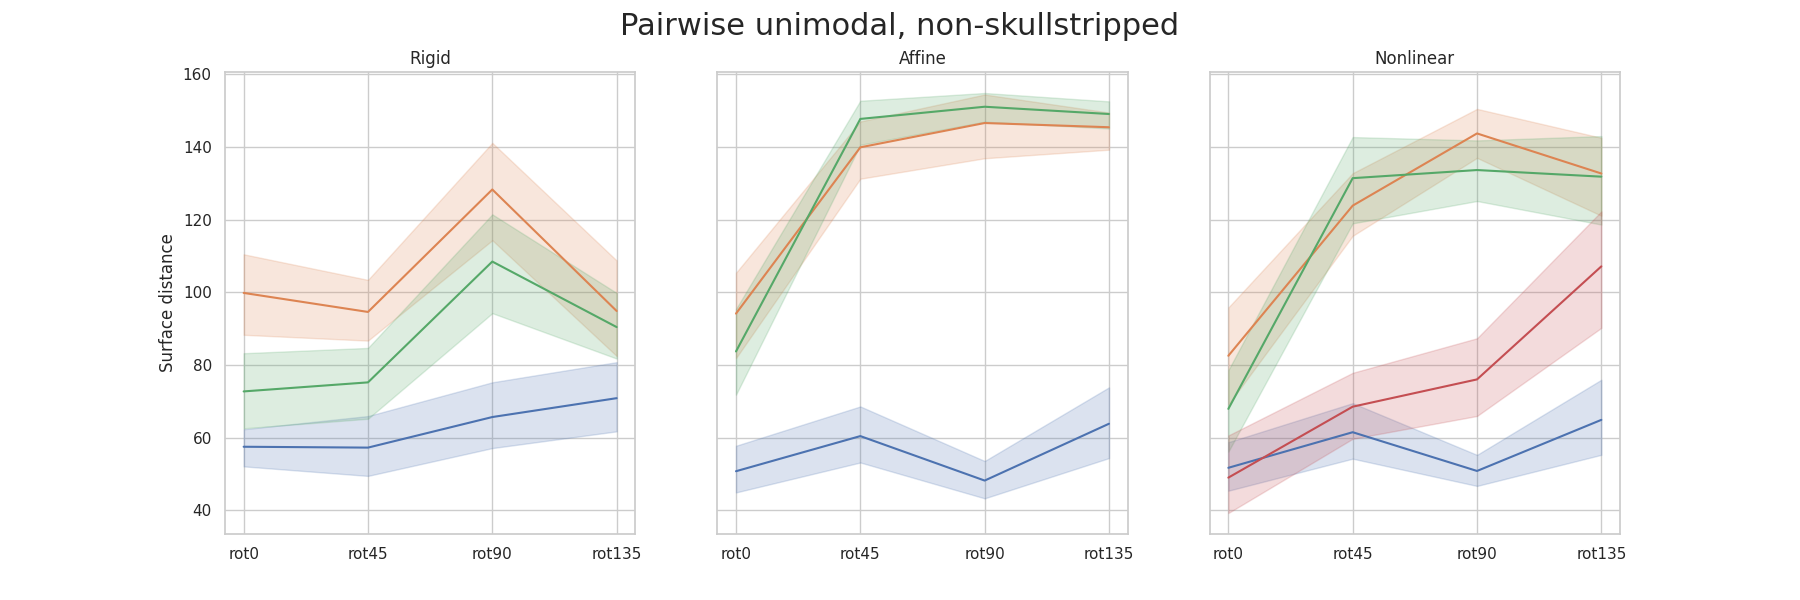 Pairwise unimodal, non-skullstripped
Rigid
Affine
Nonlinear
Surface distance
160
140
120
100
80
60
40
rot0 rot45 rot90 rot135
rot0 rot45 rot90 rot135
rot0 rot45 rot90 rot135